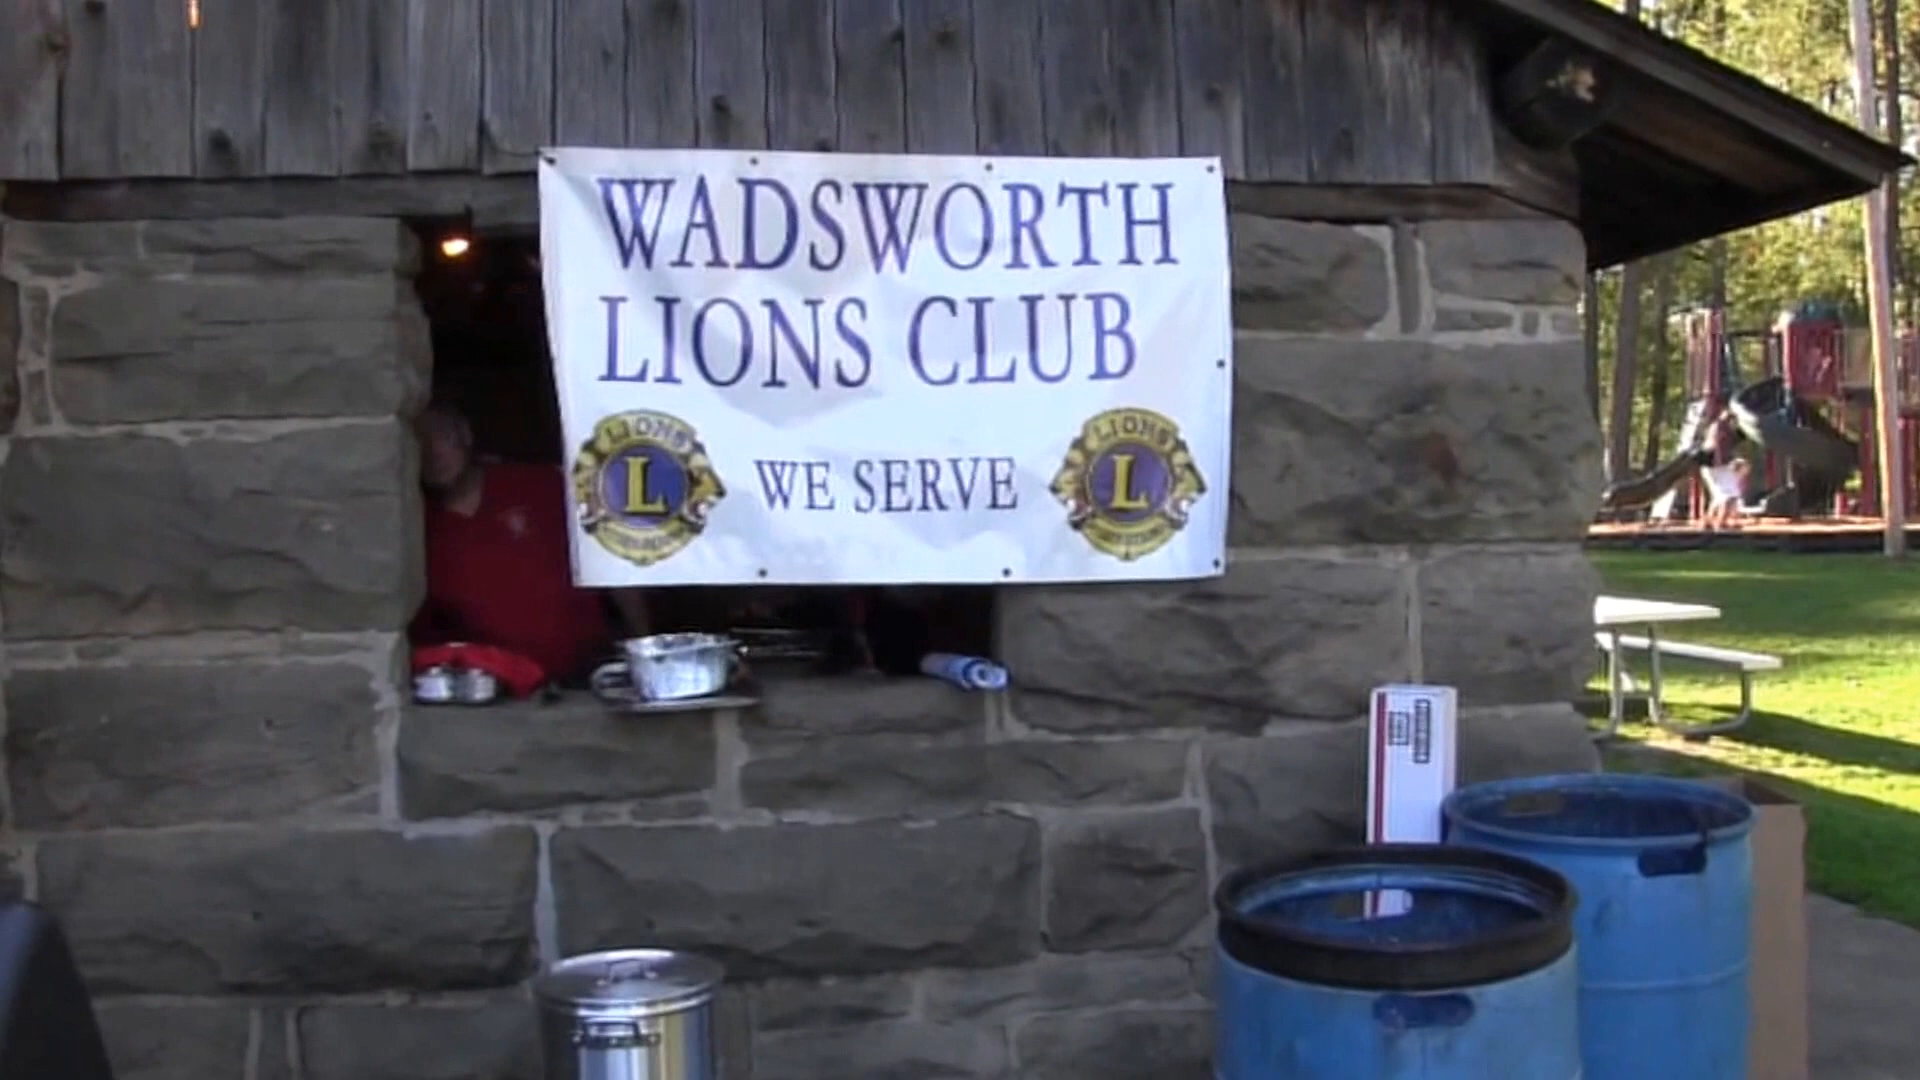 WADSWORTH
LIONS CLUB
LIONS
L
WE SERVE
LIONS
L